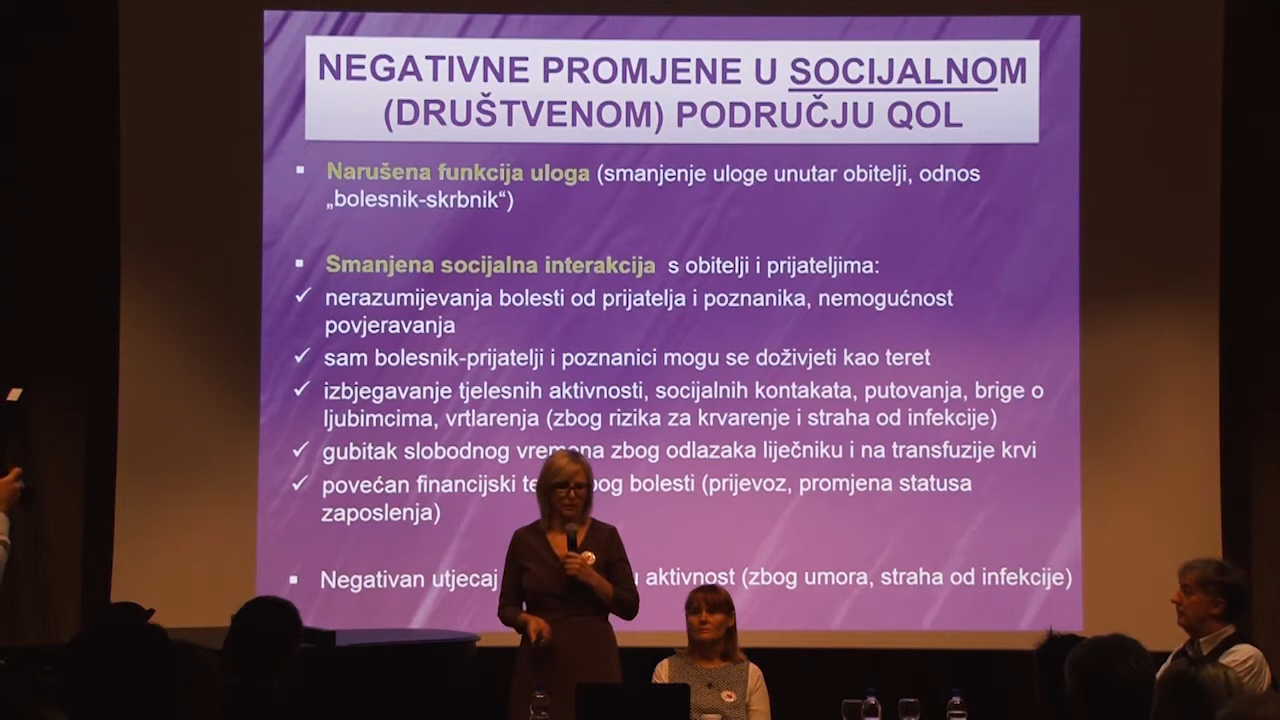 NEGATIVNE PROMJENE U SOCIJALNOM
(DRUŠTVENOM) PODRUČJU QOL
▪ Narušena funkcija uloga (smanjenje uloge unutar obitelji, odnos
„bolesnik-skrbnik“)
▪ Smanjena socijalna interakcija s obitelji i prijateljima:
✓ nerazumijevanja bolesti od prijatelja i poznanika, nemogućnost
povjeravanja
✓ sam bolesnik-prijatelji i poznanici mogu se doživjeti kao teret
✓ izbjegavanje tjelesnih aktivnosti, socijalnih kontakata, putovanja, brige o
ljubimcima, vrtlarenja (zbog rizika za krvarenje i straha od infekcije)
✓ gubitak slobodnog vremena zbog odlazaka liječniku i na transfuzije krvi
✓ povećan financijski bolesti (prijevoz, promjena statusa
zaposlenja)
▪ Negativan utjecaj aktivnost (zbog umora, straha od infekcije)